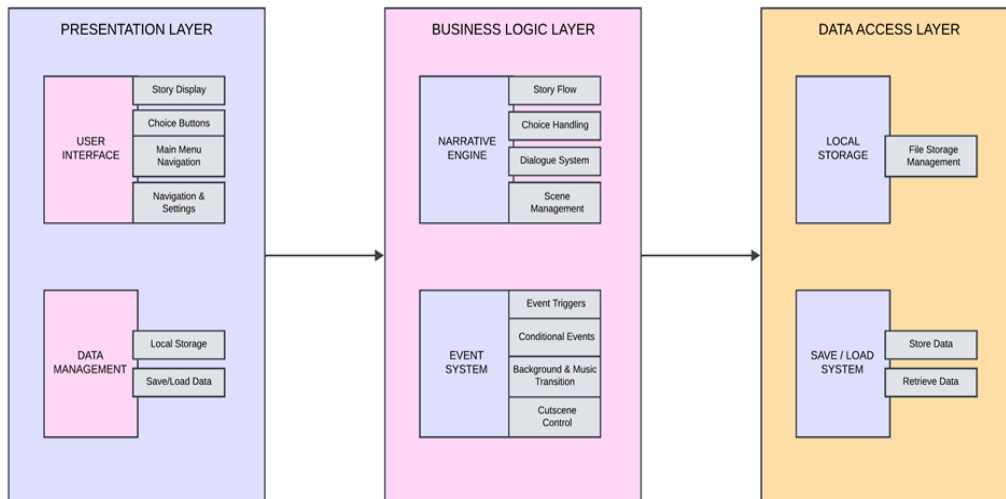 PRESENTATION LAYER
USER
INTERFACE
Story Display
Choice Buttons
Main Menu
Navigation
Navigation &
Settings
DATA
MANAGEMENT
Local Storage
Save/Load Data
BUSINESS LOGIC LAYER
NARRATIVE
ENGINE
Story Flow
Choice Handling
Dialogue System
Scene
Management
EVENT
SYSTEM
Event Triggers
Conditional Events
Background & Music
Transition
Cutscene
Control
DATA ACCESS LAYER
LOCAL
STORAGE
File Storage
Management
SAVE / LOAD
SYSTEM
Store Data
Retrieve Data